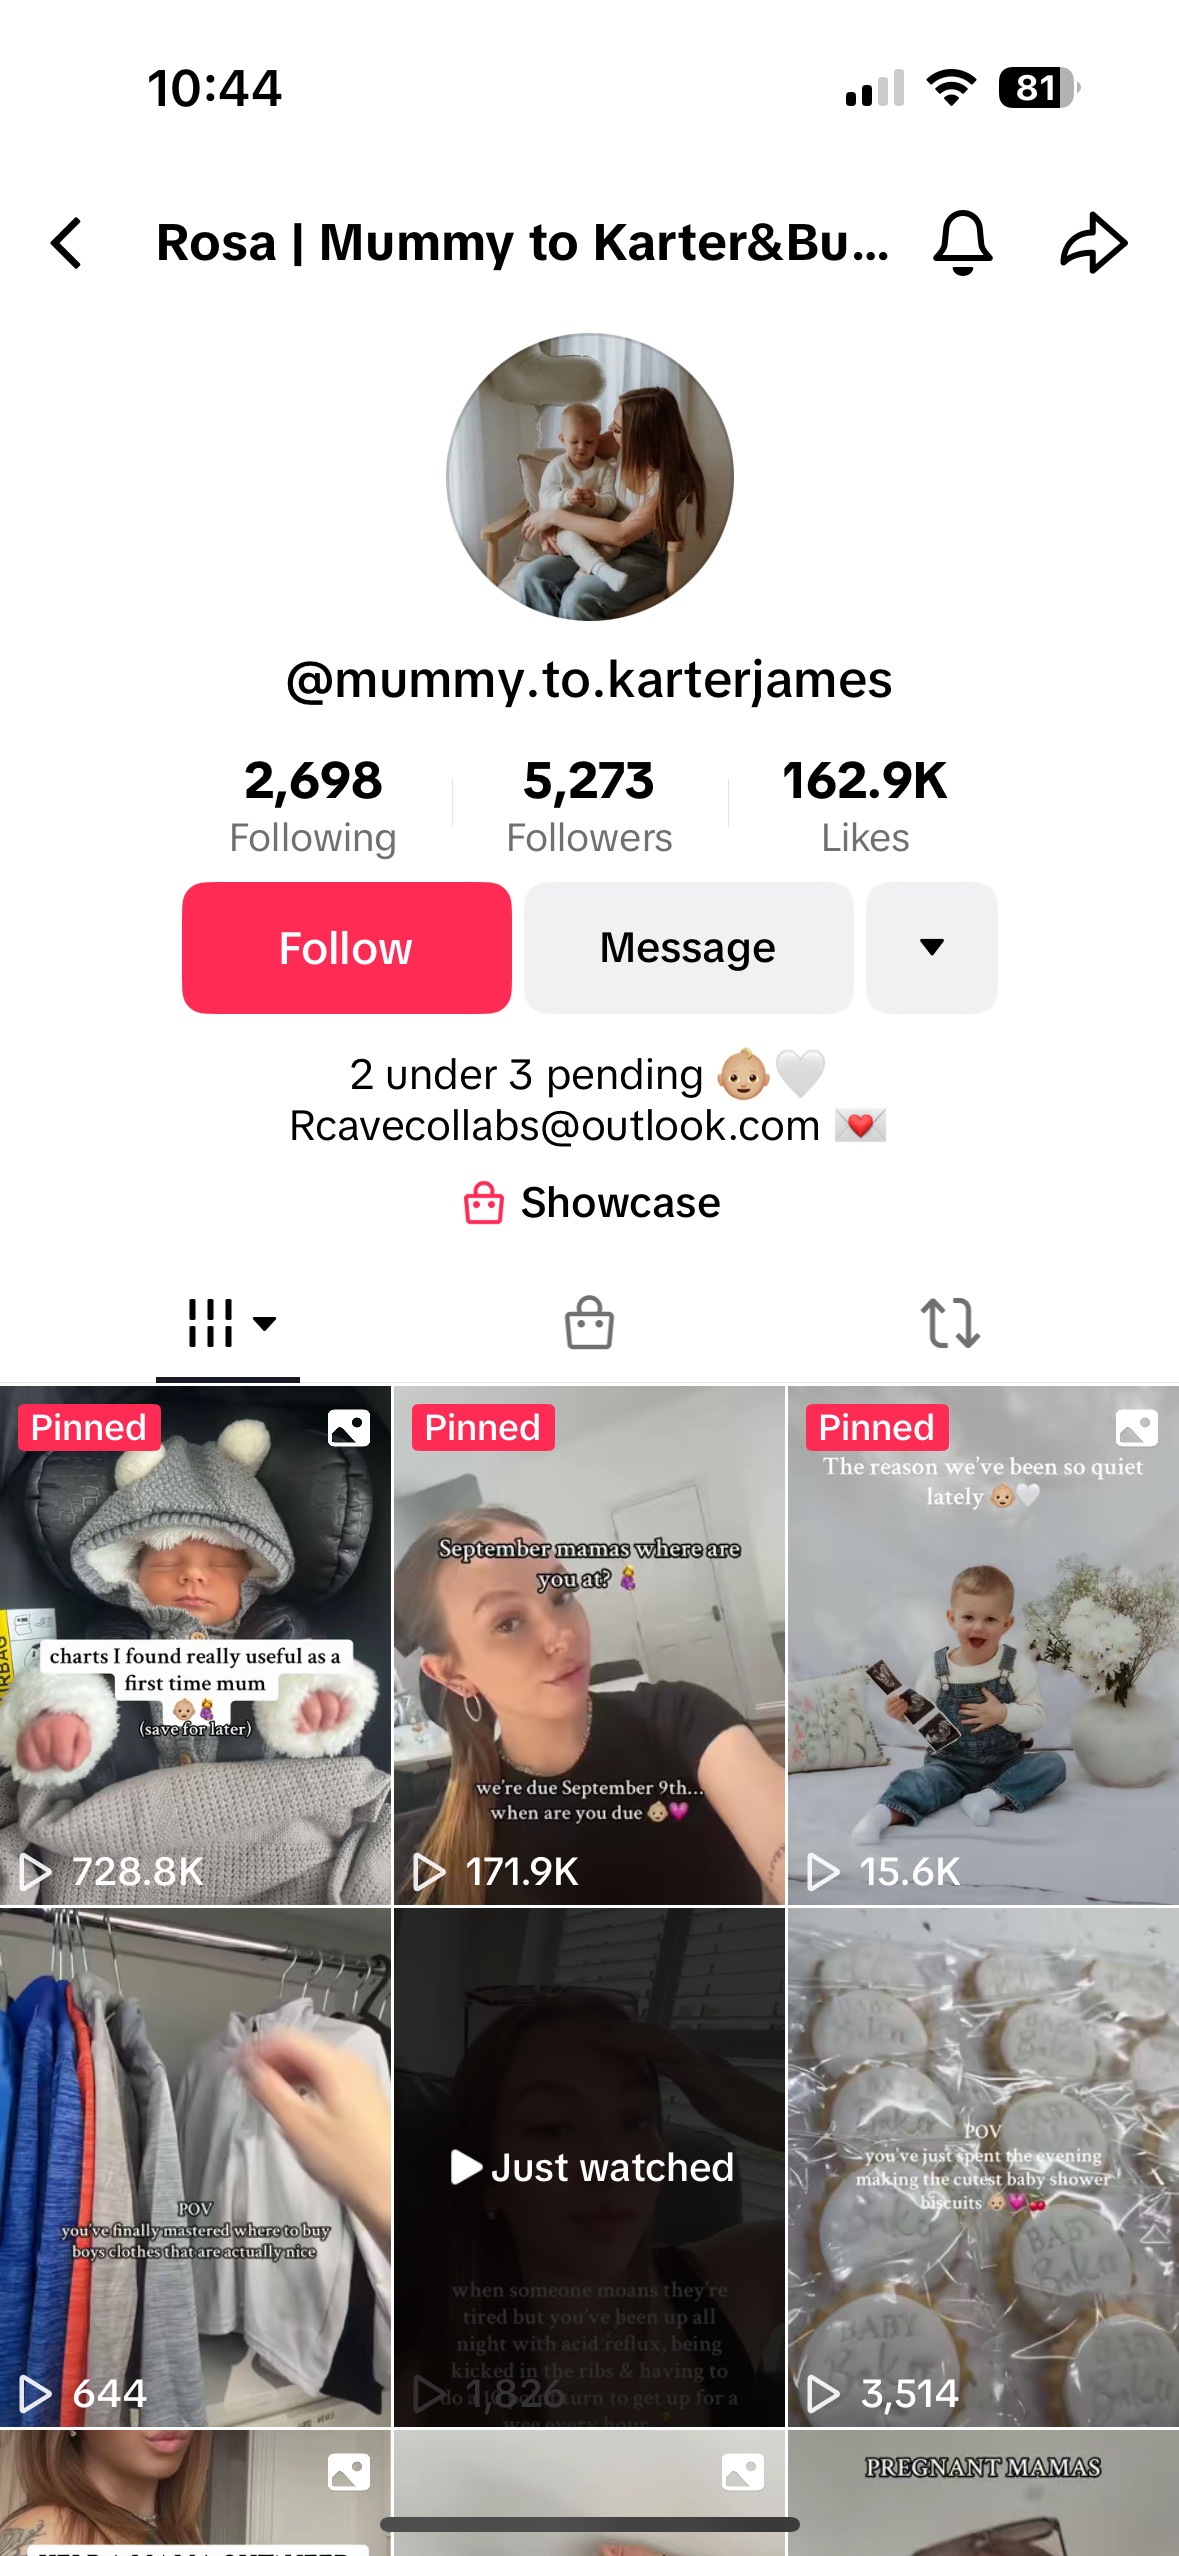 10:44
81
Rosa | Mummy to Karter&Bu...
@mummy.to.karterjames
2,698 5,273 162.9K
Following Followers Likes
Follow Message
2 under 3 pending 👶🏼🤍
Rcavecollabs@outlook.com 💌
Showcase
Pinned
charts I found really useful as a
first time mum
👶🏼🤰🏼
(save for later)
728.8K
Pinned
September mamas where are
you at? 🤰🏼
we're due September 9th...
when are you due 👶🏼💗
171.9K
Pinned
The reason we've been so quiet
lately 👶🏼🤍
15.6K
POV
you've finally mastered where to buy
boys clothes that are actually nice
644
Just watched
when someone moans they're
tired but you've been up all
night with acid reflux, being
kicked in the ribs & having to
turn to get up for a
wee every hour
1,826
POV
you've just spent the evening
making the cutest baby shower
biscuits 👶🏼💗🍒
BABY
3,514
PREGNANT MAMAS